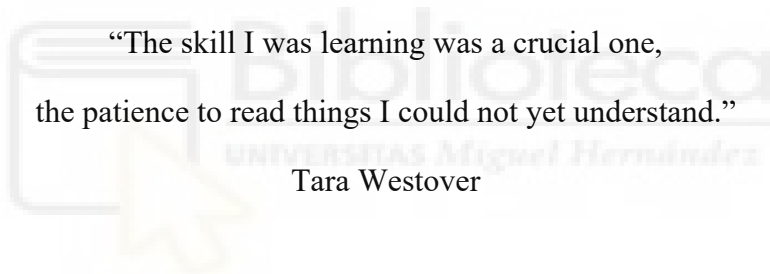 “The skill I was learning was a crucial one,
the patience to read things I could not yet understand.”
Tara Westover
Biblioteca
UNIVERSITAS Miguel Hernández